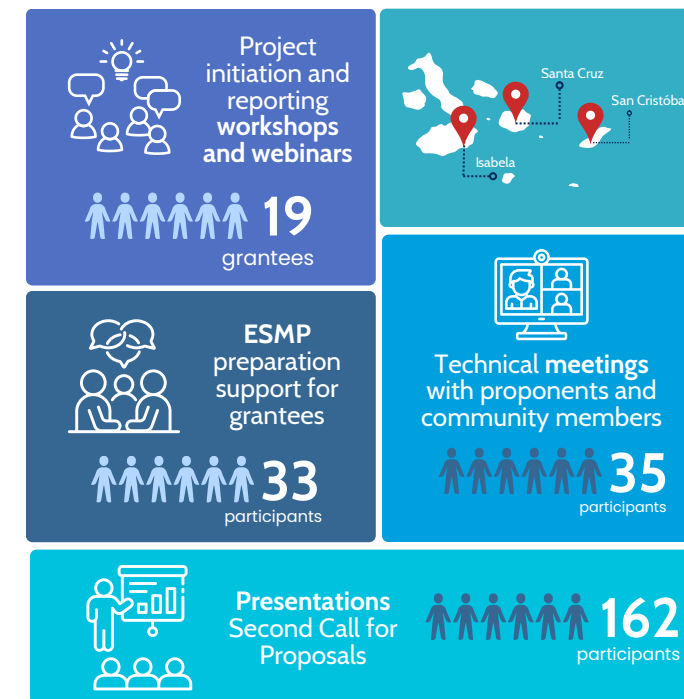 Project
initiation and
reporting
workshops
and webinars
19
grantees
Santa Cruz
San Cristóba
Isabela
ESMP
preparation
support for
grantees
33
participants
Technical meetings
with proponents and
community members
35
participants
Presentations
Second Call for
Proposals
162
participants